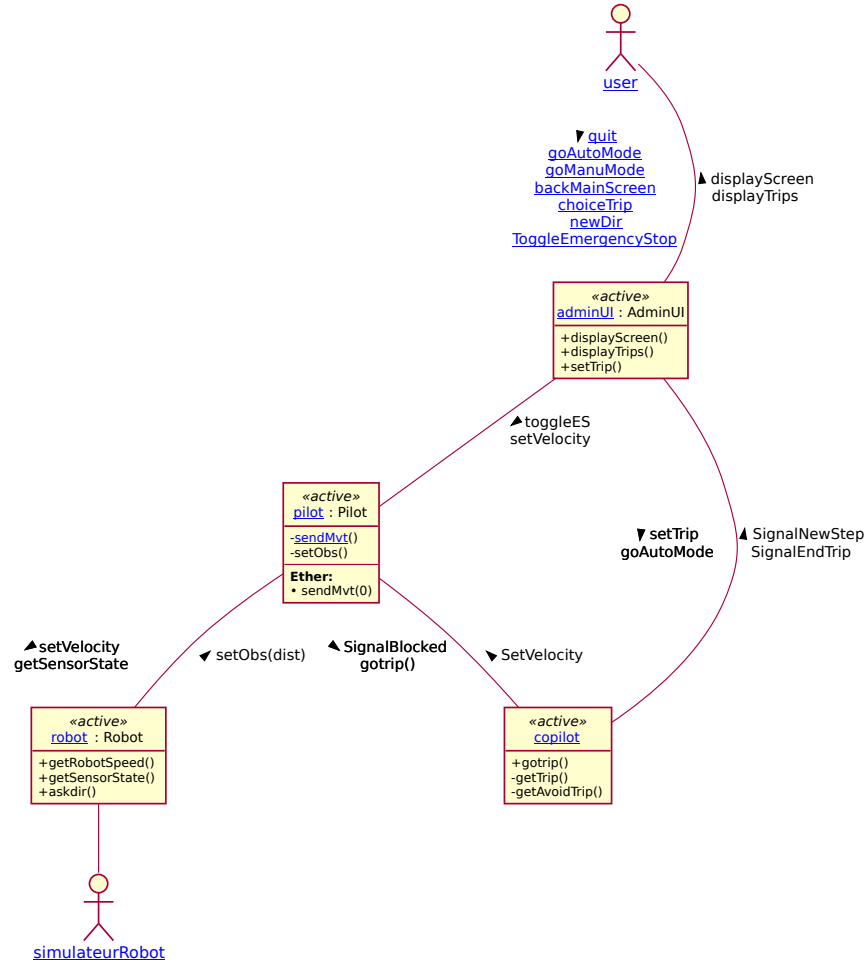 user
quit
goAutoMode
goManuMode
backMainScreen
choiceTrip
newDir
ToggleEmergencyStop
displayScreen
displayTrips
«active»
adminUI : AdminUI
+displayScreen()
+displayTrips()
+setTrip()
toggleES
setVelocity
«active»
pilot : Pilot
-sendMvt()
-setObs()
Ether:
• sendMvt(0)
setTrip
goAutoMode
SignalNewStep
SignalEndTrip
setVelocity
getSensorState
setObs(dist)
SignalBlocked
gotrip()
SetVelocity
«active»
robot : Robot
+getRobotSpeed()
+getSensorState()
+askdir()
«active»
copilot
+gotrip()
-getTrip()
-getAvoidTrip()
simulateurRobot